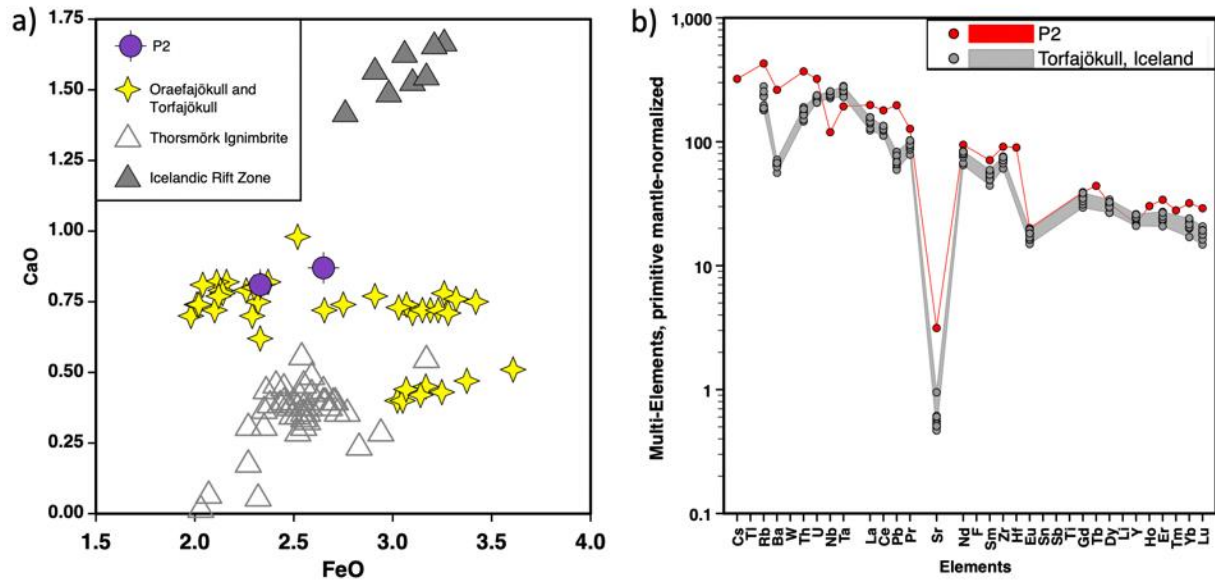 a)
1.75
1.50
1.25
1.00
0.75
0.50
0.25
0.00
CaO
P2
Oraefajökull and
Torfajökull
Thorsmörk Ignimbrite
Icelandic Rift Zone
1.5 2.0 2.5 3.0 3.5 4.0
FeO
b)
1,000
100
10
1
0.1
Multi-Elements, primitive mantle-normalized
P2
Torfajökull, Iceland
Cs Tl Rb Ba W Th U Nb Ta La Ce Pb Pr Sr Nd F Sm Zr Hf Eu Sn Sb Ti Gd Tb Dy Li Y Ho Er Tm Yb Lu
Elements